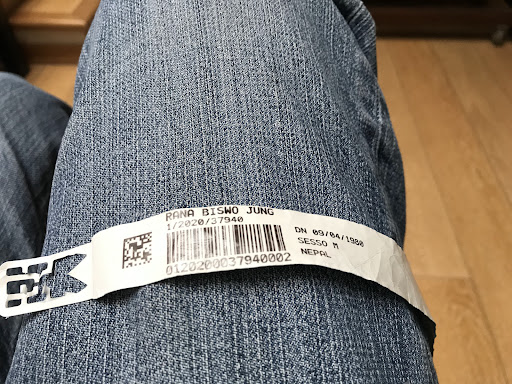 RANA BISWO JUNG
1/2020/37940
0120200037940002
DN 09/04/1980
SESSO M
NEPAL